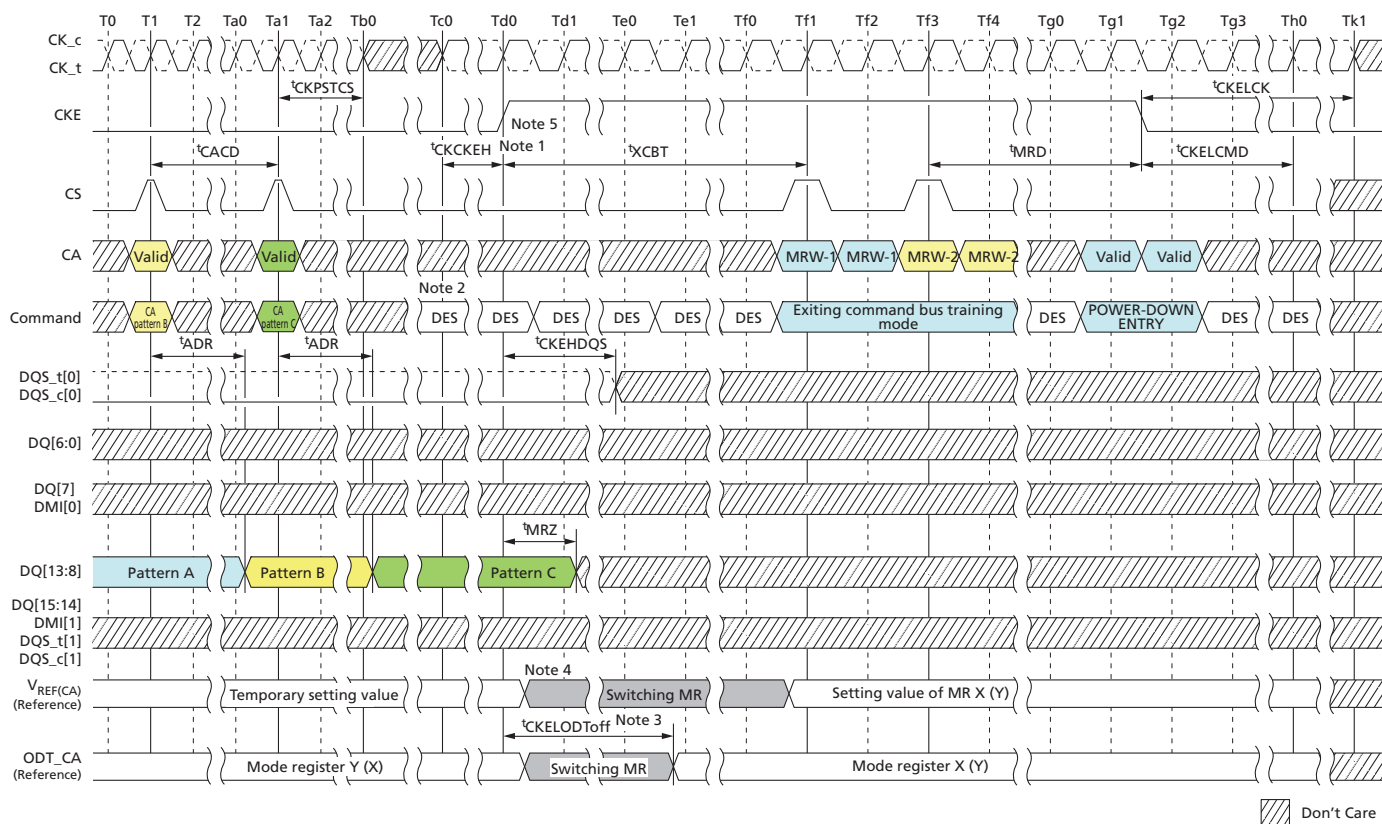 T0 T1 T2 Ta0 Ta1 Ta2 Tb0 Tc0 Td0 Td1 Te0 Te1 Tf0 Tf1 Tf2 Tf3 Tf4 Tg0 Tg1 Tg2 Tg3 Th0 Tk1
CK_c
CK_t
tCKPSTCS tCKELCK
CKE
Note 5
Note 1
tCACD tCKCKEH tXCBT tMRD tCKELCMD
CS
CA Valid Valid MRW-1 MRW-1 MRW-2 MRW-2 Valid Valid
Note 2
Command CA pattern B CA pattern C DES DES DES DES DES Exiting command bus training mode DES POWER-DOWN ENTRY DES DES
tADR tADR tCKEHDQS
DQS_t[0]
DQS_c[0]
DQ[6:0]
DQ[7]
DMI[0]
tMRZ
DQ[13:8] Pattern A Pattern B Pattern C
DQ[15:14]
DMI[1]
DQS_t[1]
DQS_c[1]
Note 4
VREF(CA)
(Reference)
Temporary setting value Switching MR Setting value of MR X (Y)
tCKELODToff Note 3
ODT_CA
(Reference)
Mode register Y (X) Switching MR Mode register X (Y)
Don't Care